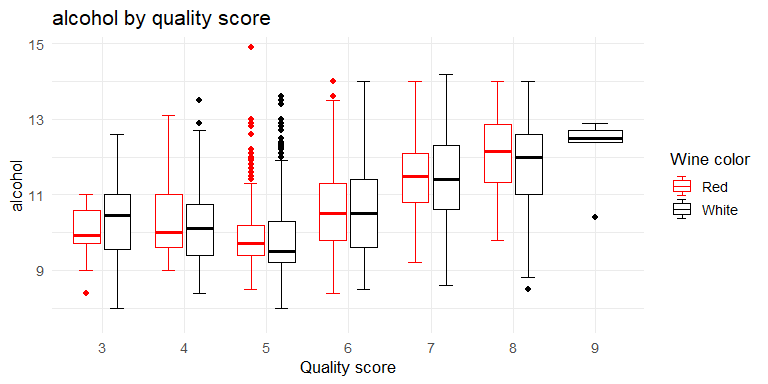 alcohol by quality score
15
13
11
9
alcohol
3 4 5 6 7 8 9
Quality score
Wine color
Red
White